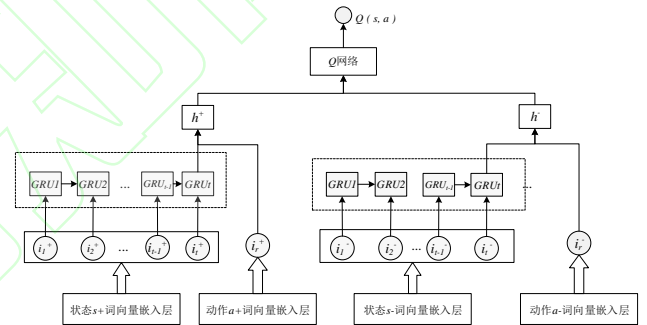 Q ( s, a )
Q网络
h⁺ h⁻
GRU1 GRU2 ... GRUₜ₋₁ GRUt GRU1 GRU2 ... GRUₜ₋₁ GRUt ...
i₁⁺ i₂⁺ ... iₜ₋₁⁺ iₜ⁺ iᵣ⁺ i₁⁻ i₂⁻ ... iₜ₋₁⁻ iₜ⁻ iᵣ⁻
状态s+词向量嵌入层 动作a+词向量嵌入层 状态s-词向量嵌入层 动作a-词向量嵌入层